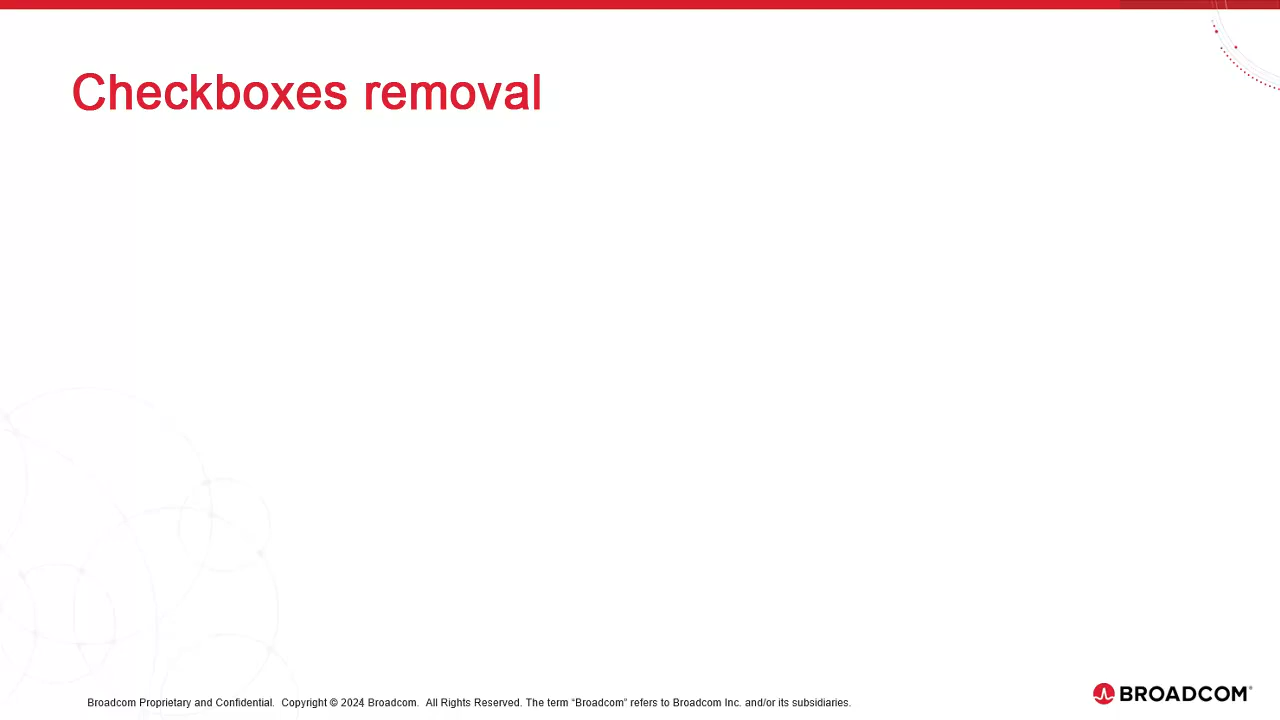 Checkboxes removal
Broadcom Proprietary and Confidential.  Copyright © 2024 Broadcom.  All Rights Reserved. The term “Broadcom” refers to Broadcom Inc. and/or its subsidiaries.
BROADCOM®